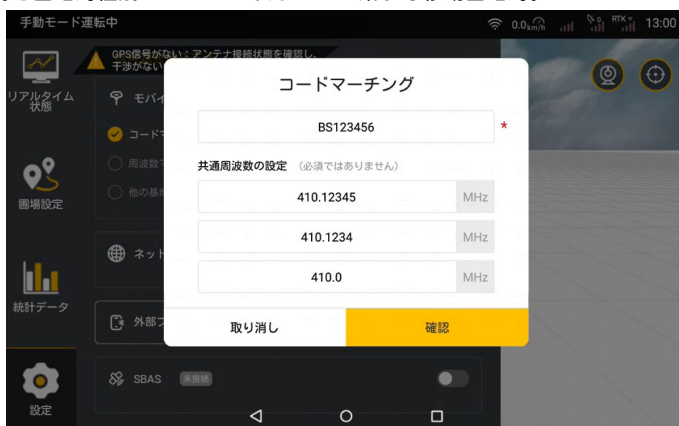 手動モード運転中
0.0km/h
RTK
13:00
GPS信号がない：アンテナ接続状態を確認し、
干渉がない
リアルタイム
状態
モバイ
コードマ
周波数マ
他の基地
圃場設定
ネット
統計データ
外部フ
SBAS 未接続
設定
コードマーチング
BS123456 *
共通周波数の設定 （必須ではありません）
410.12345 MHz
410.1234 MHz
410.0 MHz
取り消し 確認